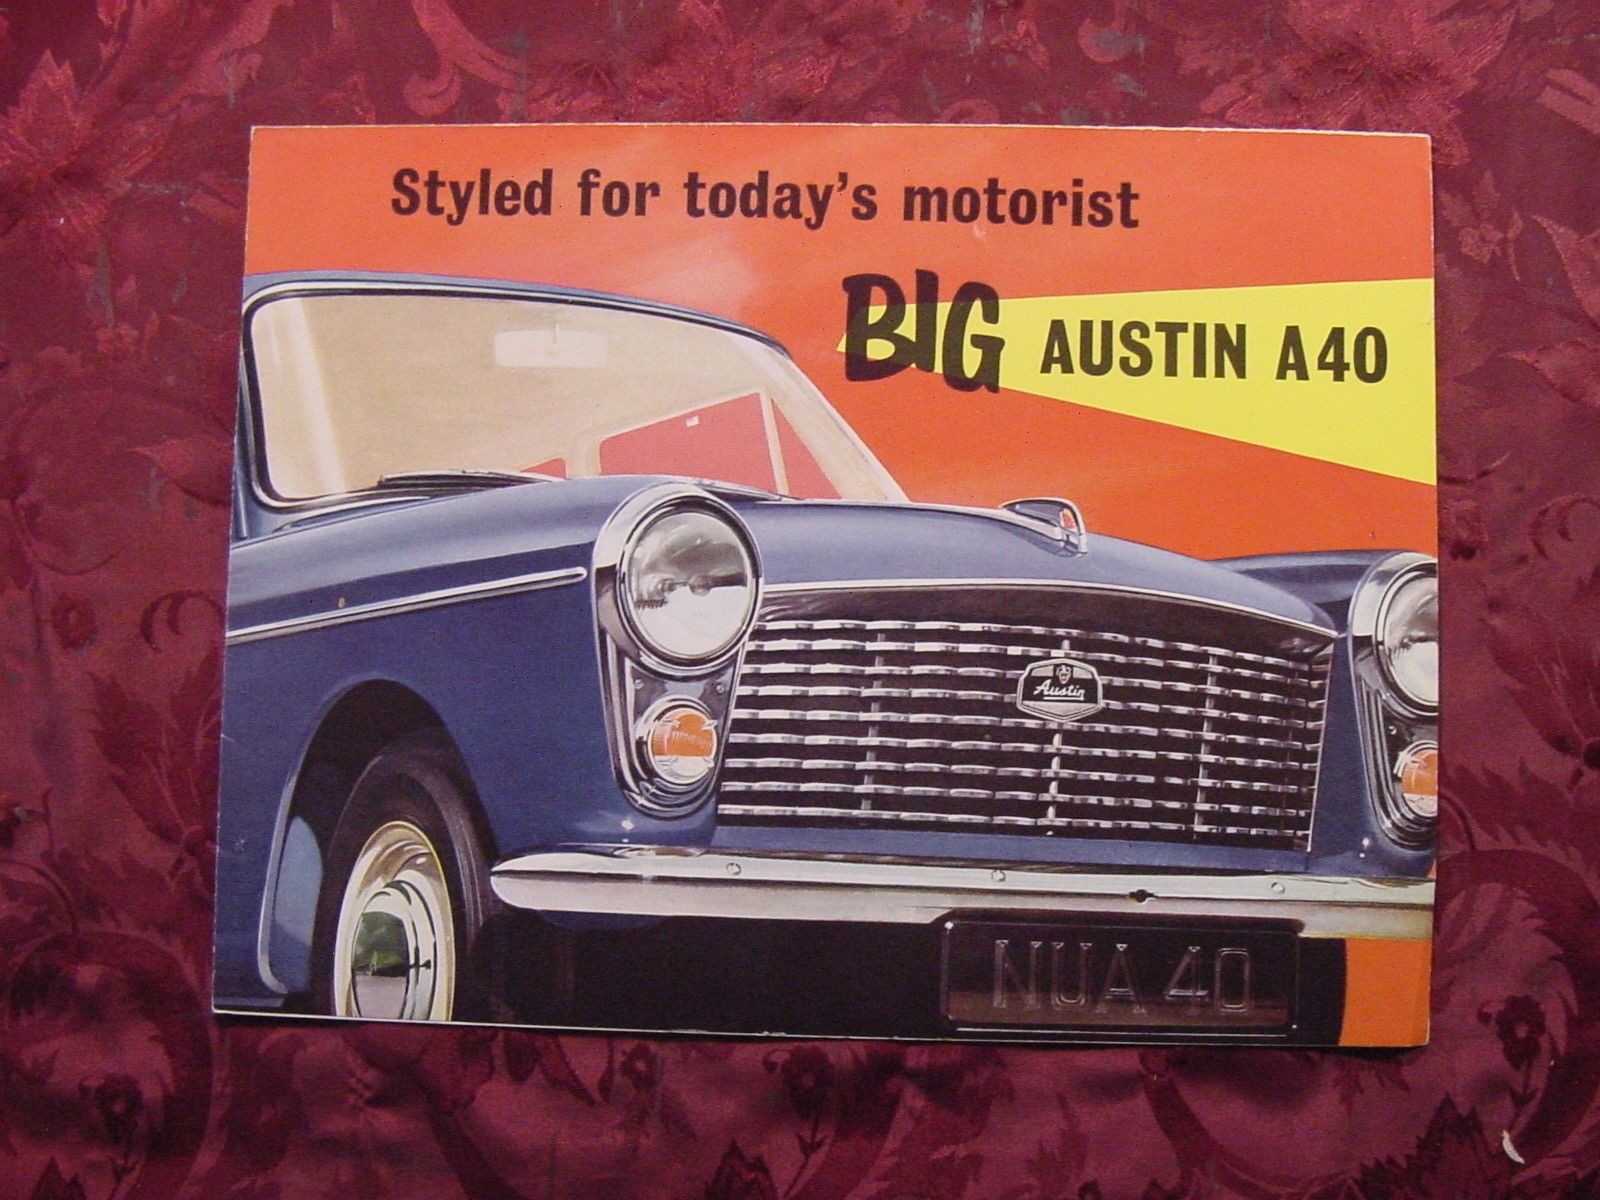 Styled for today's motorist
BIG AUSTIN A40
Austin
NUA 40